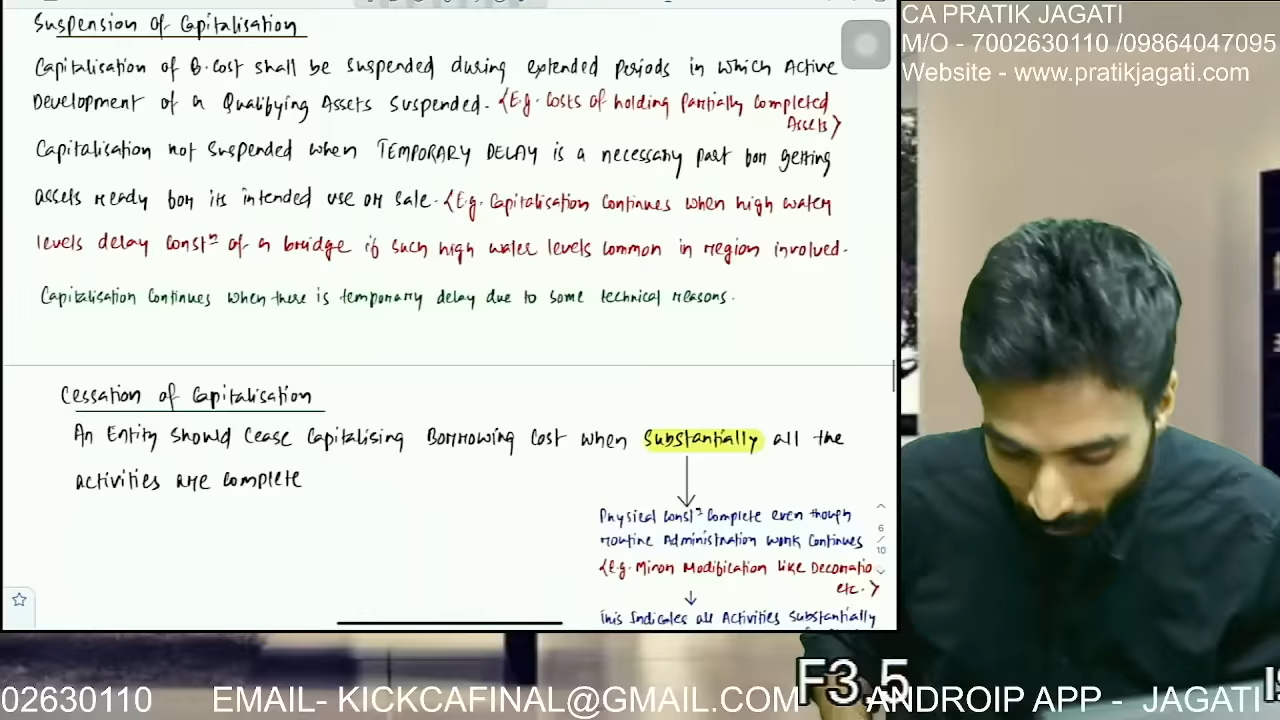 Suspension of Capitalisation
Capitalisation of B.Cost shall be suspended during extended periods in which Active
Development of a Qualifying Assets suspended. <E.g. Costs of holding Partially Completed
Assets>
Capitalisation not suspended when TEMPORARY DELAY is a necessary part for getting
assets ready for its intended use or sale. <E.g. Capitalisation continues when high water
levels delay constⁿ of a bridge if such high water levels common in region involved.
Capitalisation Continues when there is temporary delay due to some technical reasons.
Cessation of Capitalisation
An Entity should Cease Capitalising Borrowing Cost when Substantially all the
activities are complete
Physical Constⁿ Complete even though
routine Administration work Continues
<E.g. Minor Modification like Decoratio
etc.>
This Indicates all Activities Substantially
6
/
10
CA PRATIK JAGATI
M/O - 7002630110 /09864047095
Website - www.pratikjagati.com
F3.5
02630110 EMAIL- KICKCAFINAL@GMAIL.COM ANDROIP APP - JAGATI